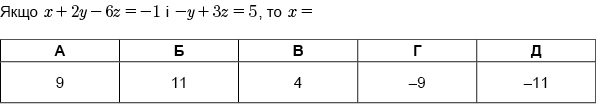 Якщо x + 2y − 6z = −1 і −y + 3z = 5, то x =
А Б В Г Д
9 11 4 –9 –11